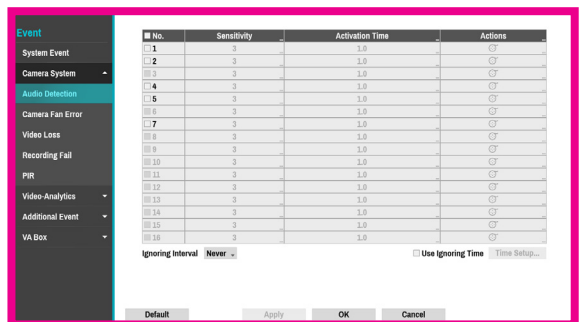 Event
System Event
Camera System
Audio Detection
Camera Fan Error
Video Loss
Recording Fail
PIR
Video-Analytics
Additional Event
VA Box
No. Sensitivity Activation Time Actions
1 3 1.0
2 3 1.0
3 3 1.0
4 3 1.0
5 3 1.0
6 3 1.0
7 3 1.0
8 3 1.0
9 3 1.0
10 3 1.0
11 3 1.0
12 3 1.0
13 3 1.0
14 3 1.0
15 3 1.0
16 3 1.0
Ignoring Interval Never Use Ignoring Time Time Setup...
Default Apply OK Cancel